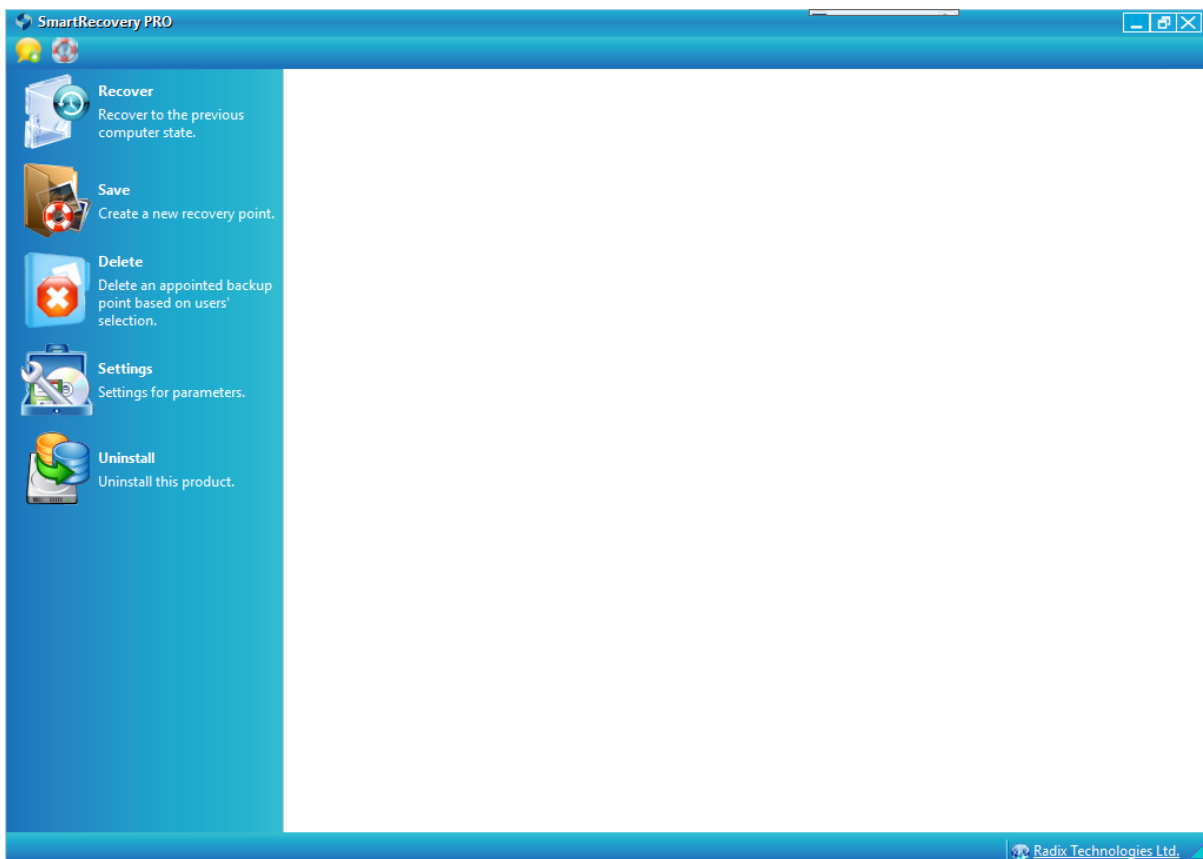 SmartRecovery PRO
Recover
Recover to the previous
computer state.
Save
Create a new recovery point.
Delete
Delete an appointed backup
point based on users'
selection.
Settings
Settings for parameters.
Uninstall
Uninstall this product.
Radix Technologies Ltd.